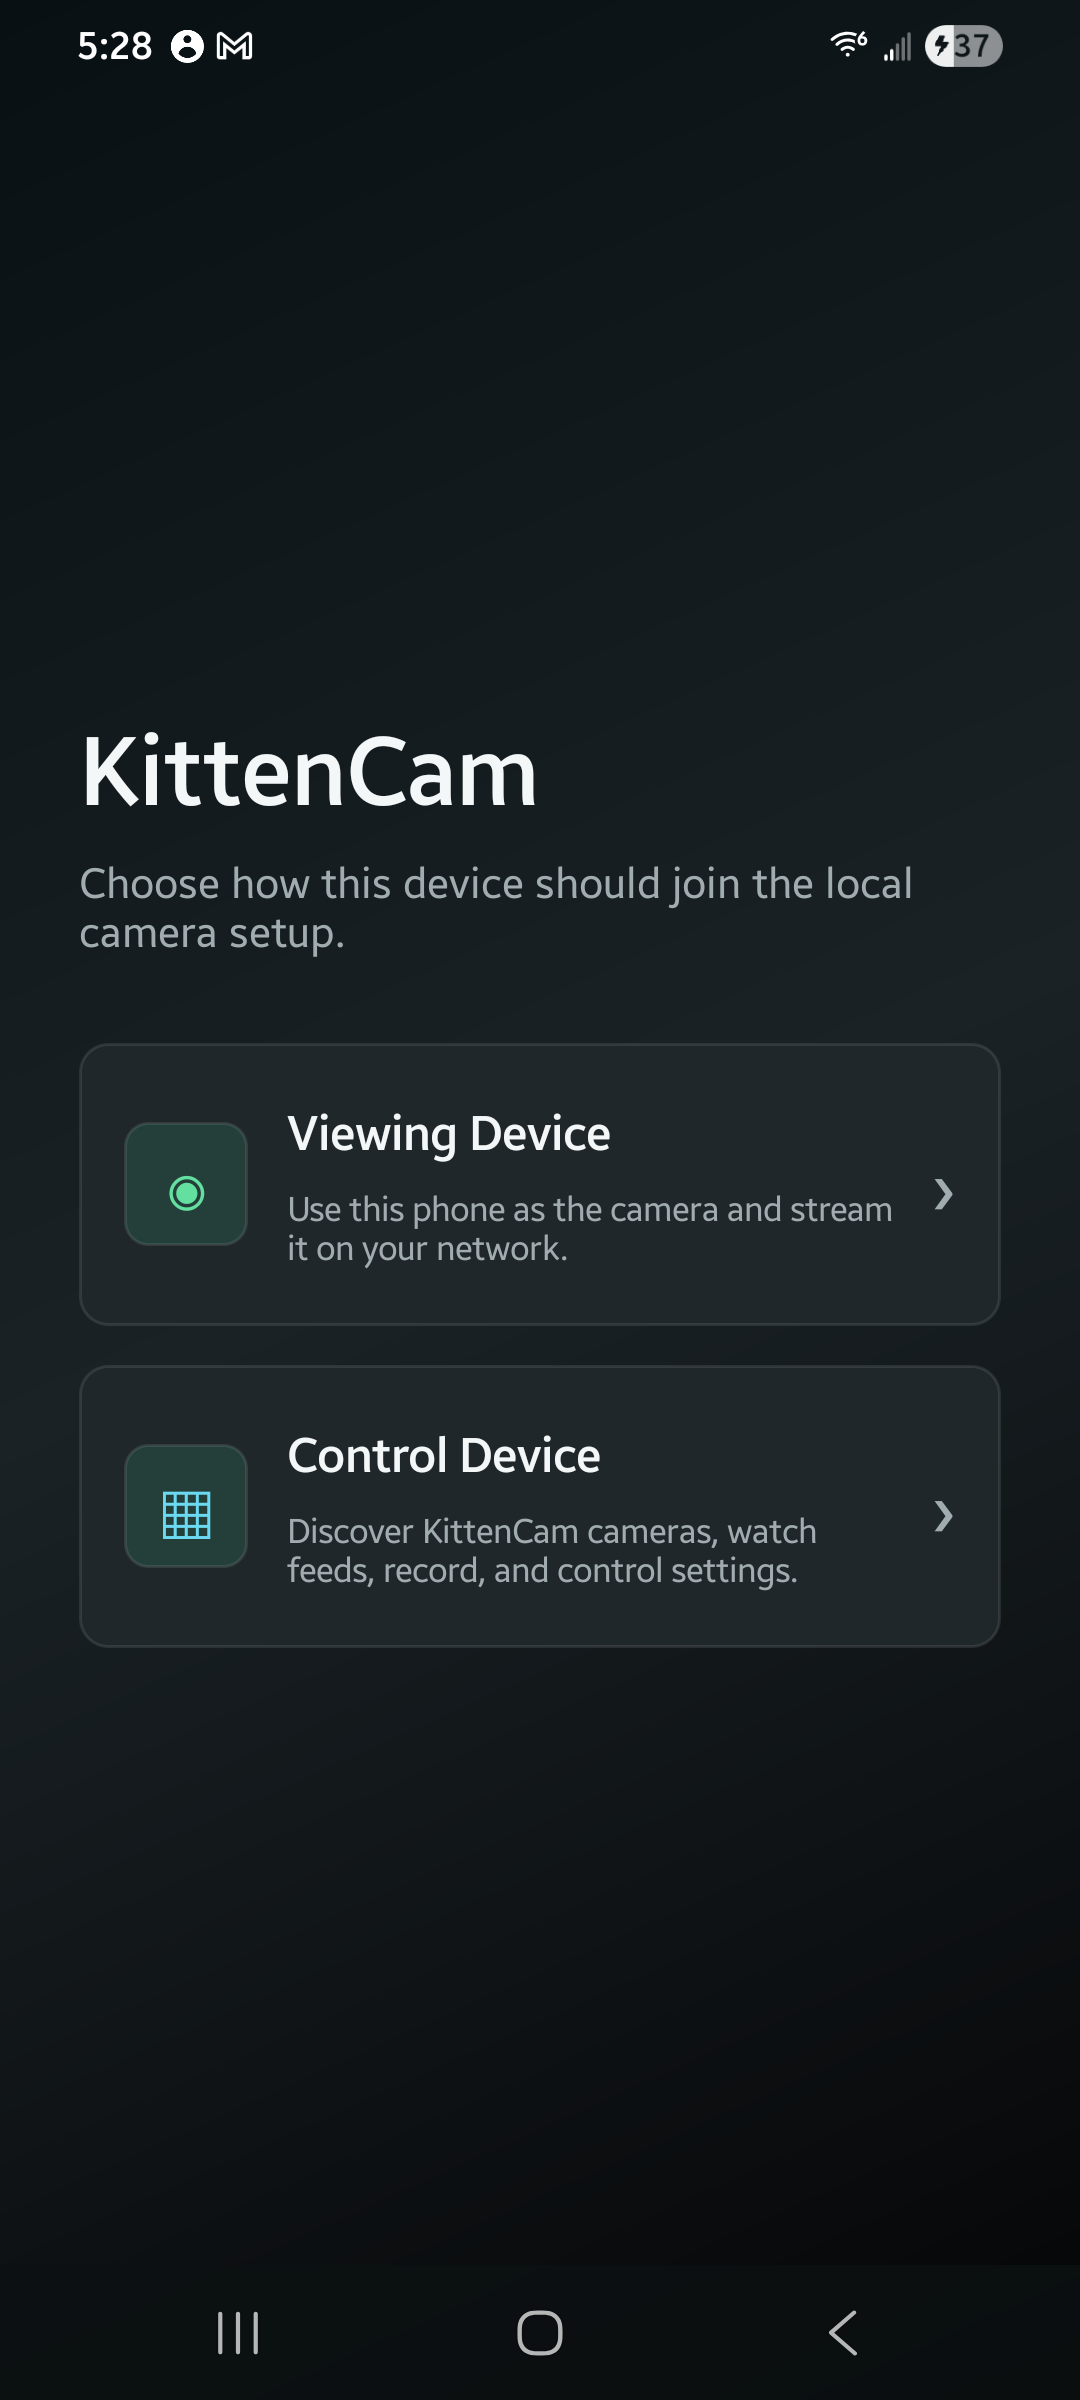 5:28
6
37
KittenCam
Choose how this device should join the local
camera setup.
Viewing Device
Use this phone as the camera and stream
it on your network.
Control Device
Discover KittenCam cameras, watch
feeds, record, and control settings.